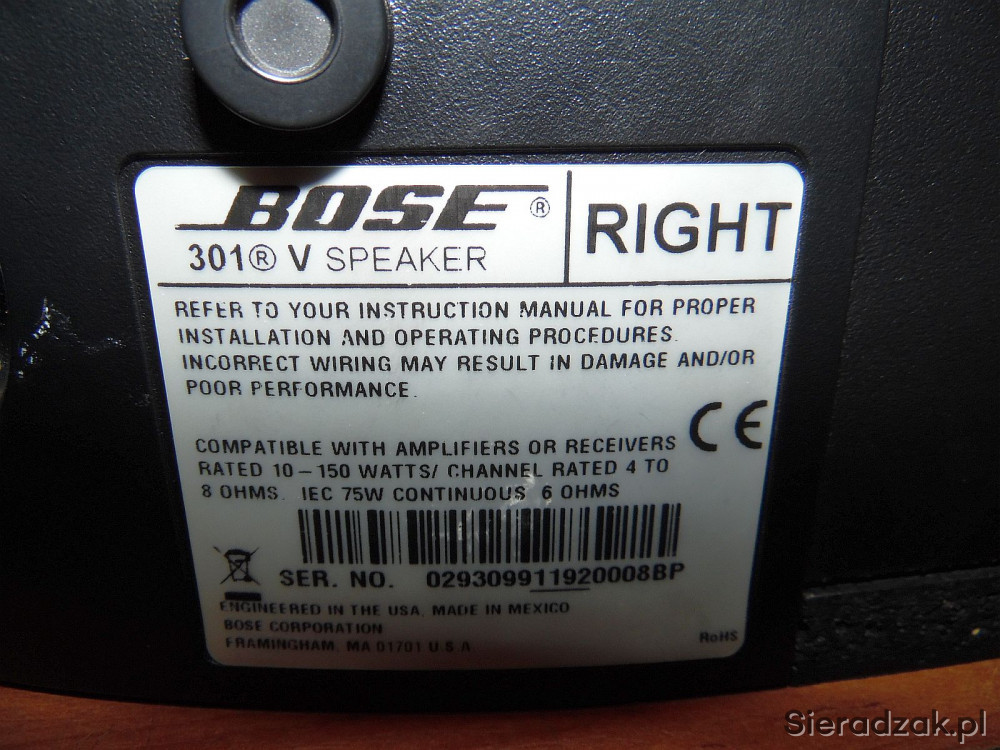 BOSE®
301® V SPEAKER
RIGHT
REFER TO YOUR INSTRUCTION MANUAL FOR PROPER
INSTALLATION AND OPERATING PROCEDURES.
INCORRECT WIRING MAY RESULT IN DAMAGE AND/OR
POOR PERFORMANCE.
CE
COMPATIBLE WITH AMPLIFIERS OR RECEIVERS
RATED 10–150 WATTS/ CHANNEL RATED 4 TO
8 OHMS. IEC 75W CONTINUOUS 6 OHMS
SER. NO. 029309911920008BP
ENGINEERED IN THE USA, MADE IN MEXICO
BOSE CORPORATION
FRAMINGHAM, MA 01701 U.S.A
RoHS
Sieradzak.pl